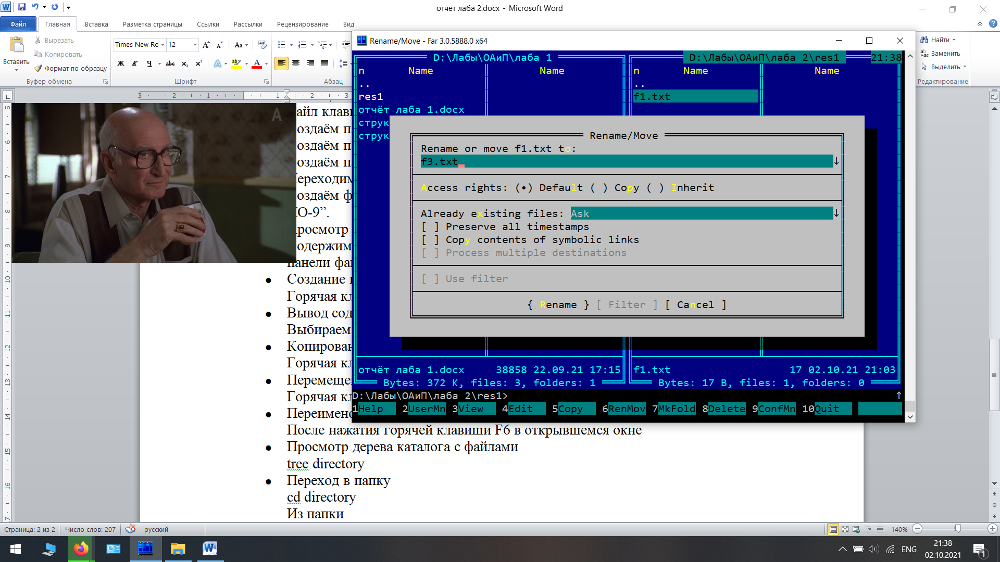 отчёт лаба 2.docx - Microsoft Word
Файл Главная Вставка Разметка страницы Ссылки Рассылки Рецензирование Вид
Вставить
Вырезать
Копировать
Формат по образцу
Буфер обмена
Times New Ro 12
Ж К Ч abc x₂ x²
Шрифт
Абзац
Найти
Заменить
Выделить
Редактирование
3 2 1 1 2 3
A
айл клави
оздаём п
оздаём п
оздаём п
ереходим
оздаём ф
О-9”.
росмотр
одержим
панели фа
Создание
Горячая кл
Вывод сод
Выбираем
Копирован
Горячая кл
Перемеще
Горячая кл
Переимено
После нажатия горячей клавиши F6 в открывшемся окне
Просмотр дерева каталога с файлами
tree directory
Переход в папку
cd directory
Из папки
Rename/Move - Far 3.0.5888.0 x64
D:\Лабы\ОАиП\лаба 1 D:\Лабы\ОАиП\лаба 2\res1 21:38
n Name Name n Name Name
.. ..
res1 f1.txt
отчёт лаба 1.docx
струк
струк
Rename/Move
Rename or move f1.txt to:
f3.txt
Access rights: (•) Default ( ) Copy ( ) Inherit
Already existing files: Ask
[ ] Preserve all timestamps
[ ] Copy contents of symbolic links
[ ] Process multiple destinations
[ ] Use filter
{ Rename } [ Filter ] [ Cancel ]
отчёт лаба 1.docx 38858 22.09.21 17:15 f1.txt 17 02.10.21 21:03
Bytes: 372 K, files: 3, folders: 1 Bytes: 17 B, files: 1, folders: 0
D:\Лабы\ОАиП\лаба 2\res1>
1Help 2UserMn 3View 4Edit 5Copy 6RenMov 7MkFold 8Delete 9ConfMn 10Quit
Страница: 2 из 2 Число слов: 207 русский 140%
ENG
21:38
02.10.2021
1